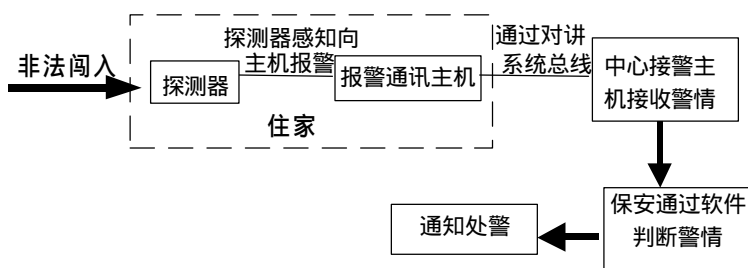 非法闯入
探测器
探测器感知向
主机报警
报警通讯主机
住家
通过对讲
系统总线
中心接警主
机接收警情
保安通过软件
判断警情
通知处警